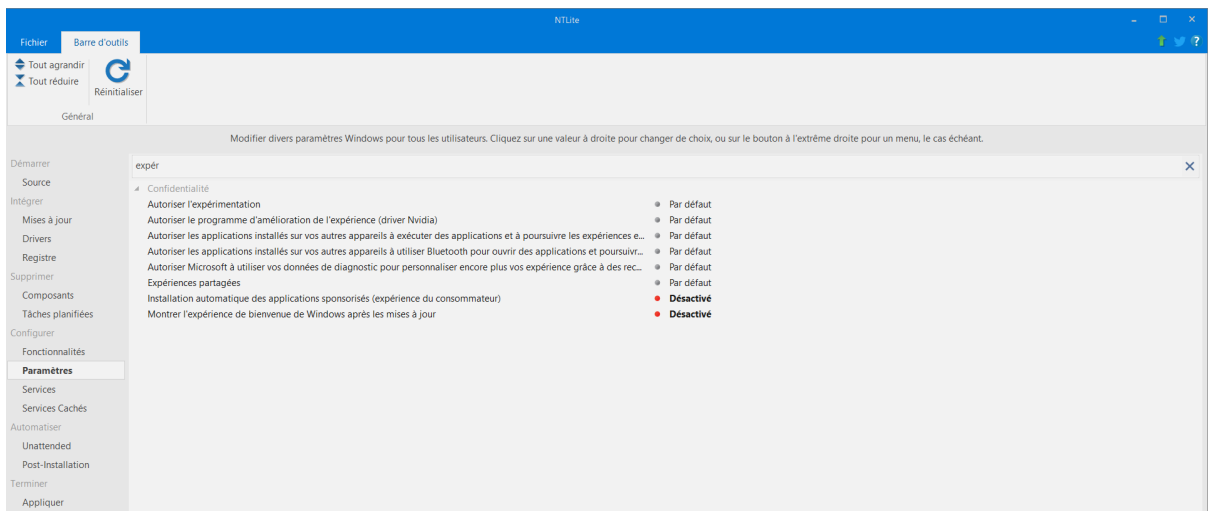 NTLite
Fichier
Barre d'outils
Tout agrandir
Tout réduire
Réinitialiser
Général
Modifier divers paramètres Windows pour tous les utilisateurs. Cliquez sur une valeur à droite pour changer de choix, ou sur le bouton à l'extrême droite pour un menu, le cas échéant.
Démarrer
Source
Intégrer
Mises à jour
Drivers
Registre
Supprimer
Composants
Tâches planifiées
Configurer
Fonctionnalités
Paramètres
Services
Services Cachés
Automatiser
Unattended
Post-Installation
Terminer
Appliquer
expér
Confidentialité
Autoriser l'expérimentation Par défaut
Autoriser le programme d'amélioration de l'expérience (driver Nvidia) Par défaut
Autoriser les applications installés sur vos autres appareils à exécuter des applications et à poursuivre les expériences e... Par défaut
Autoriser les applications installés sur vos autres appareils à utiliser Bluetooth pour ouvrir des applications et poursuivr... Par défaut
Autoriser Microsoft à utiliser vos données de diagnostic pour personnaliser encore plus vos expérience grâce à des rec... Par défaut
Expériences partagées Par défaut
Installation automatique des applications sponsorisés (expérience du consommateur) Désactivé
Montrer l'expérience de bienvenue de Windows après les mises à jour Désactivé